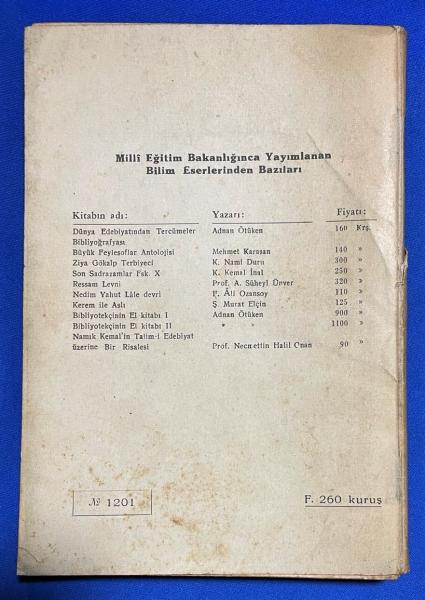 Millî Eğitim Bakanlığınca Yayımlanan
Bilim Eserlerinden Bazıları
Kitabın adı: Yazarı: Fiyatı:
Dünya Edebiyatından Tercümeler Adnan Ötüken 160 Krş.
Bibliyoğrafyası
Büyük Feylesoflar Antolojisi Mehmet Karasan 140 »
Ziya Gökalp Terbiyeci K. Nami Duru 300 »
Son Sadrazamlar Fsk. X K. Kemal İnal 250 »
Ressam Levni Prof. A. Süheyl Ünver 320 »
Nedim Yahut Lâle devri F. Âli Ozansoy 110 »
Kerem ile Aslı Ş. Murat Elçin 125 »
Bibliyotekçinin El kitabı I Adnan Ötüken 900 »
Bibliyotekçinin El kitabı II » » 1100 »
Namık Kemal'in Talim-i Edebiyat
üzerine Bir Risalesi Prof. Necmettin Halil Onan 90 »
№ 1201
F. 260 kuruş